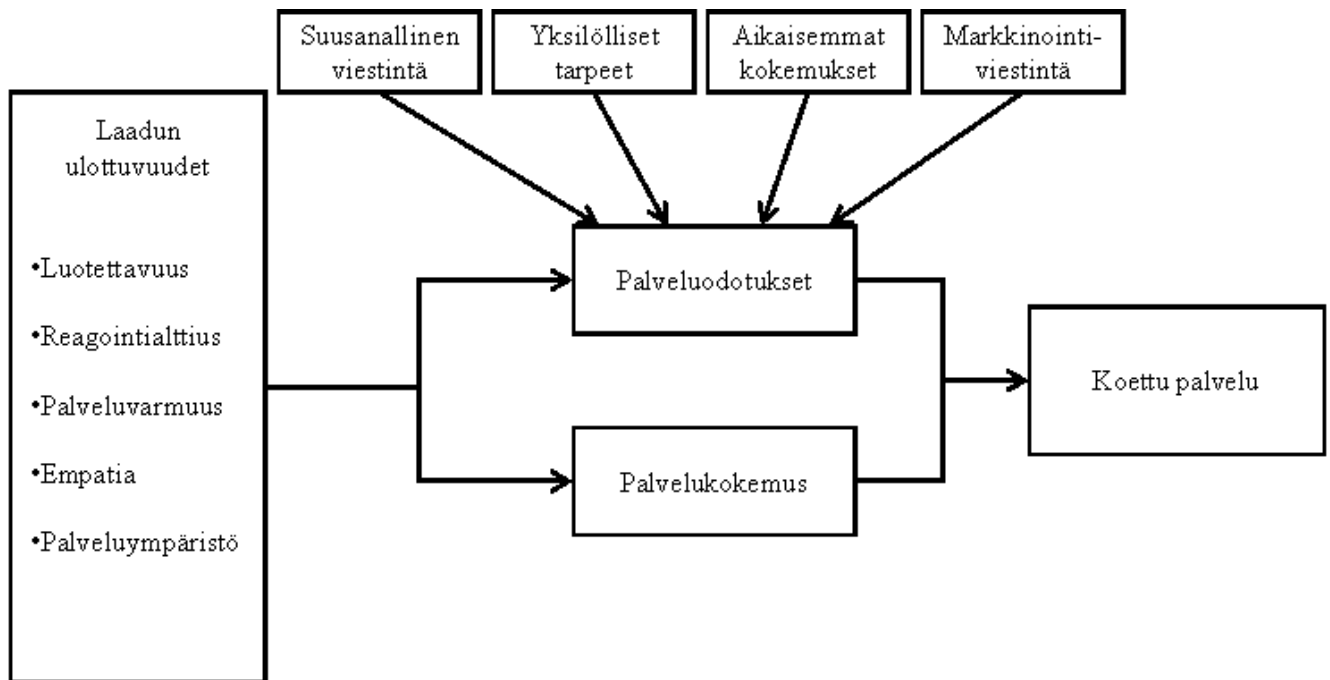 Suusanallinen
viestintä
Yksilölliset
tarpeet
Aikaisemmat
kokemukset
Markkinointi-
viestintä
Laadun
ulottuvuudet
•Luotettavuus
•Reagointialttius
•Palveluvarmuus
•Empatia
•Palveluympäristö
Palveluodotukset
Palvelukokemus
Koettu palvelu